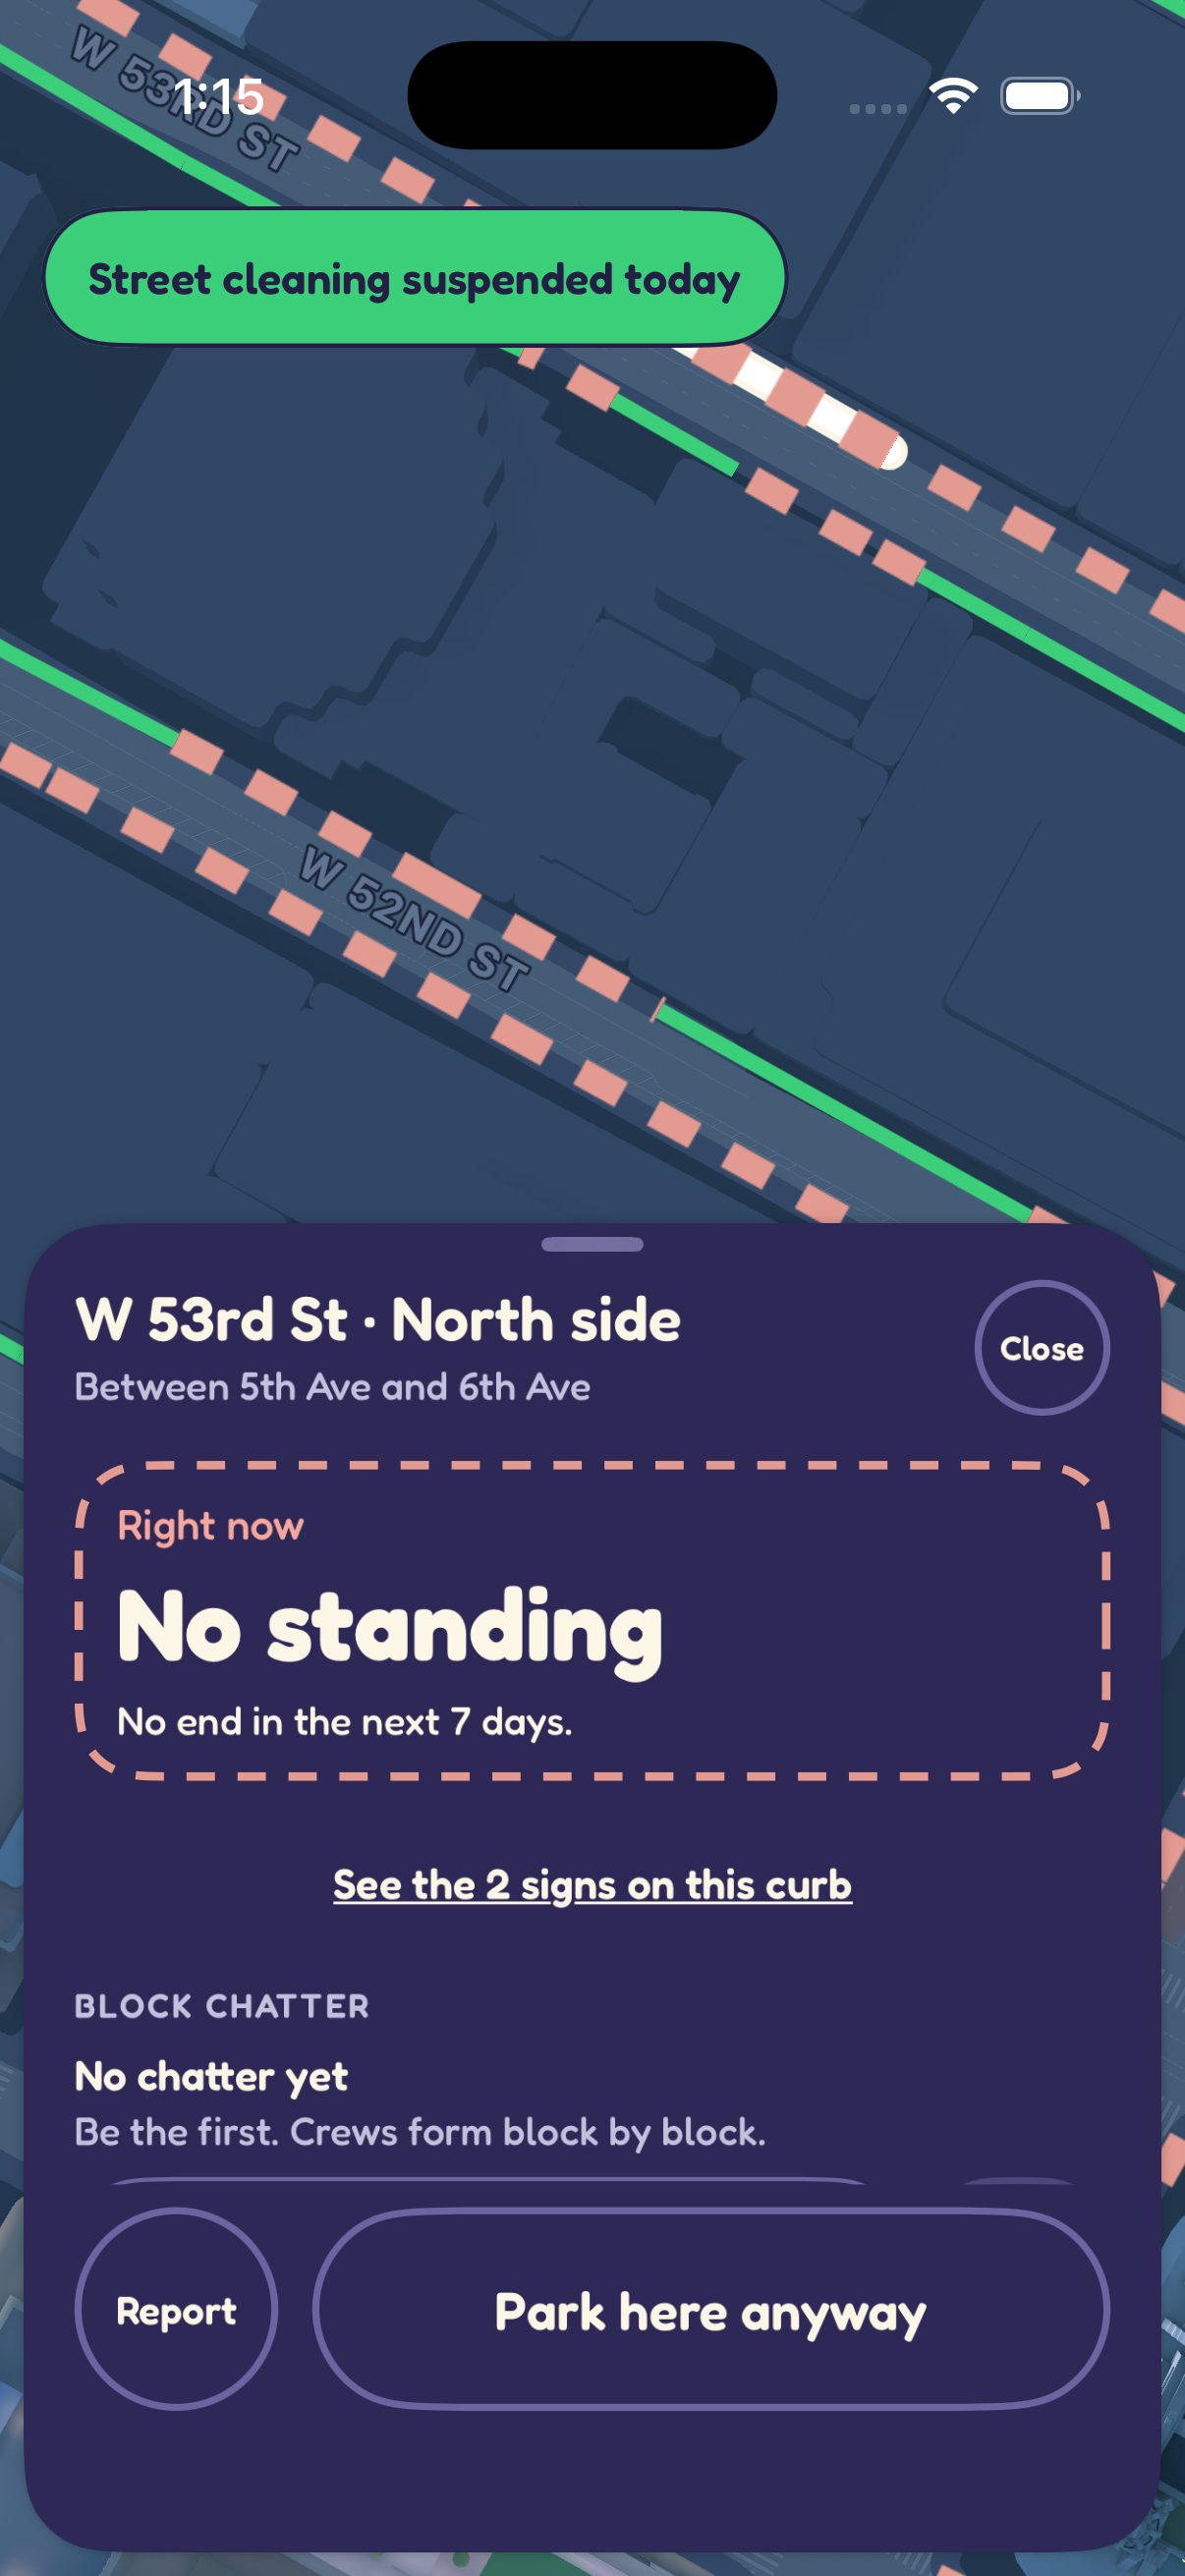 W 53RD ST
1:15
Street cleaning suspended today
W 52ND ST
W 53rd St · North side
Close
Between 5th Ave and 6th Ave
Right now
No standing
No end in the next 7 days.
See the 2 signs on this curb
BLOCK CHATTER
No chatter yet
Be the first. Crews form block by block.
Report
Park here anyway